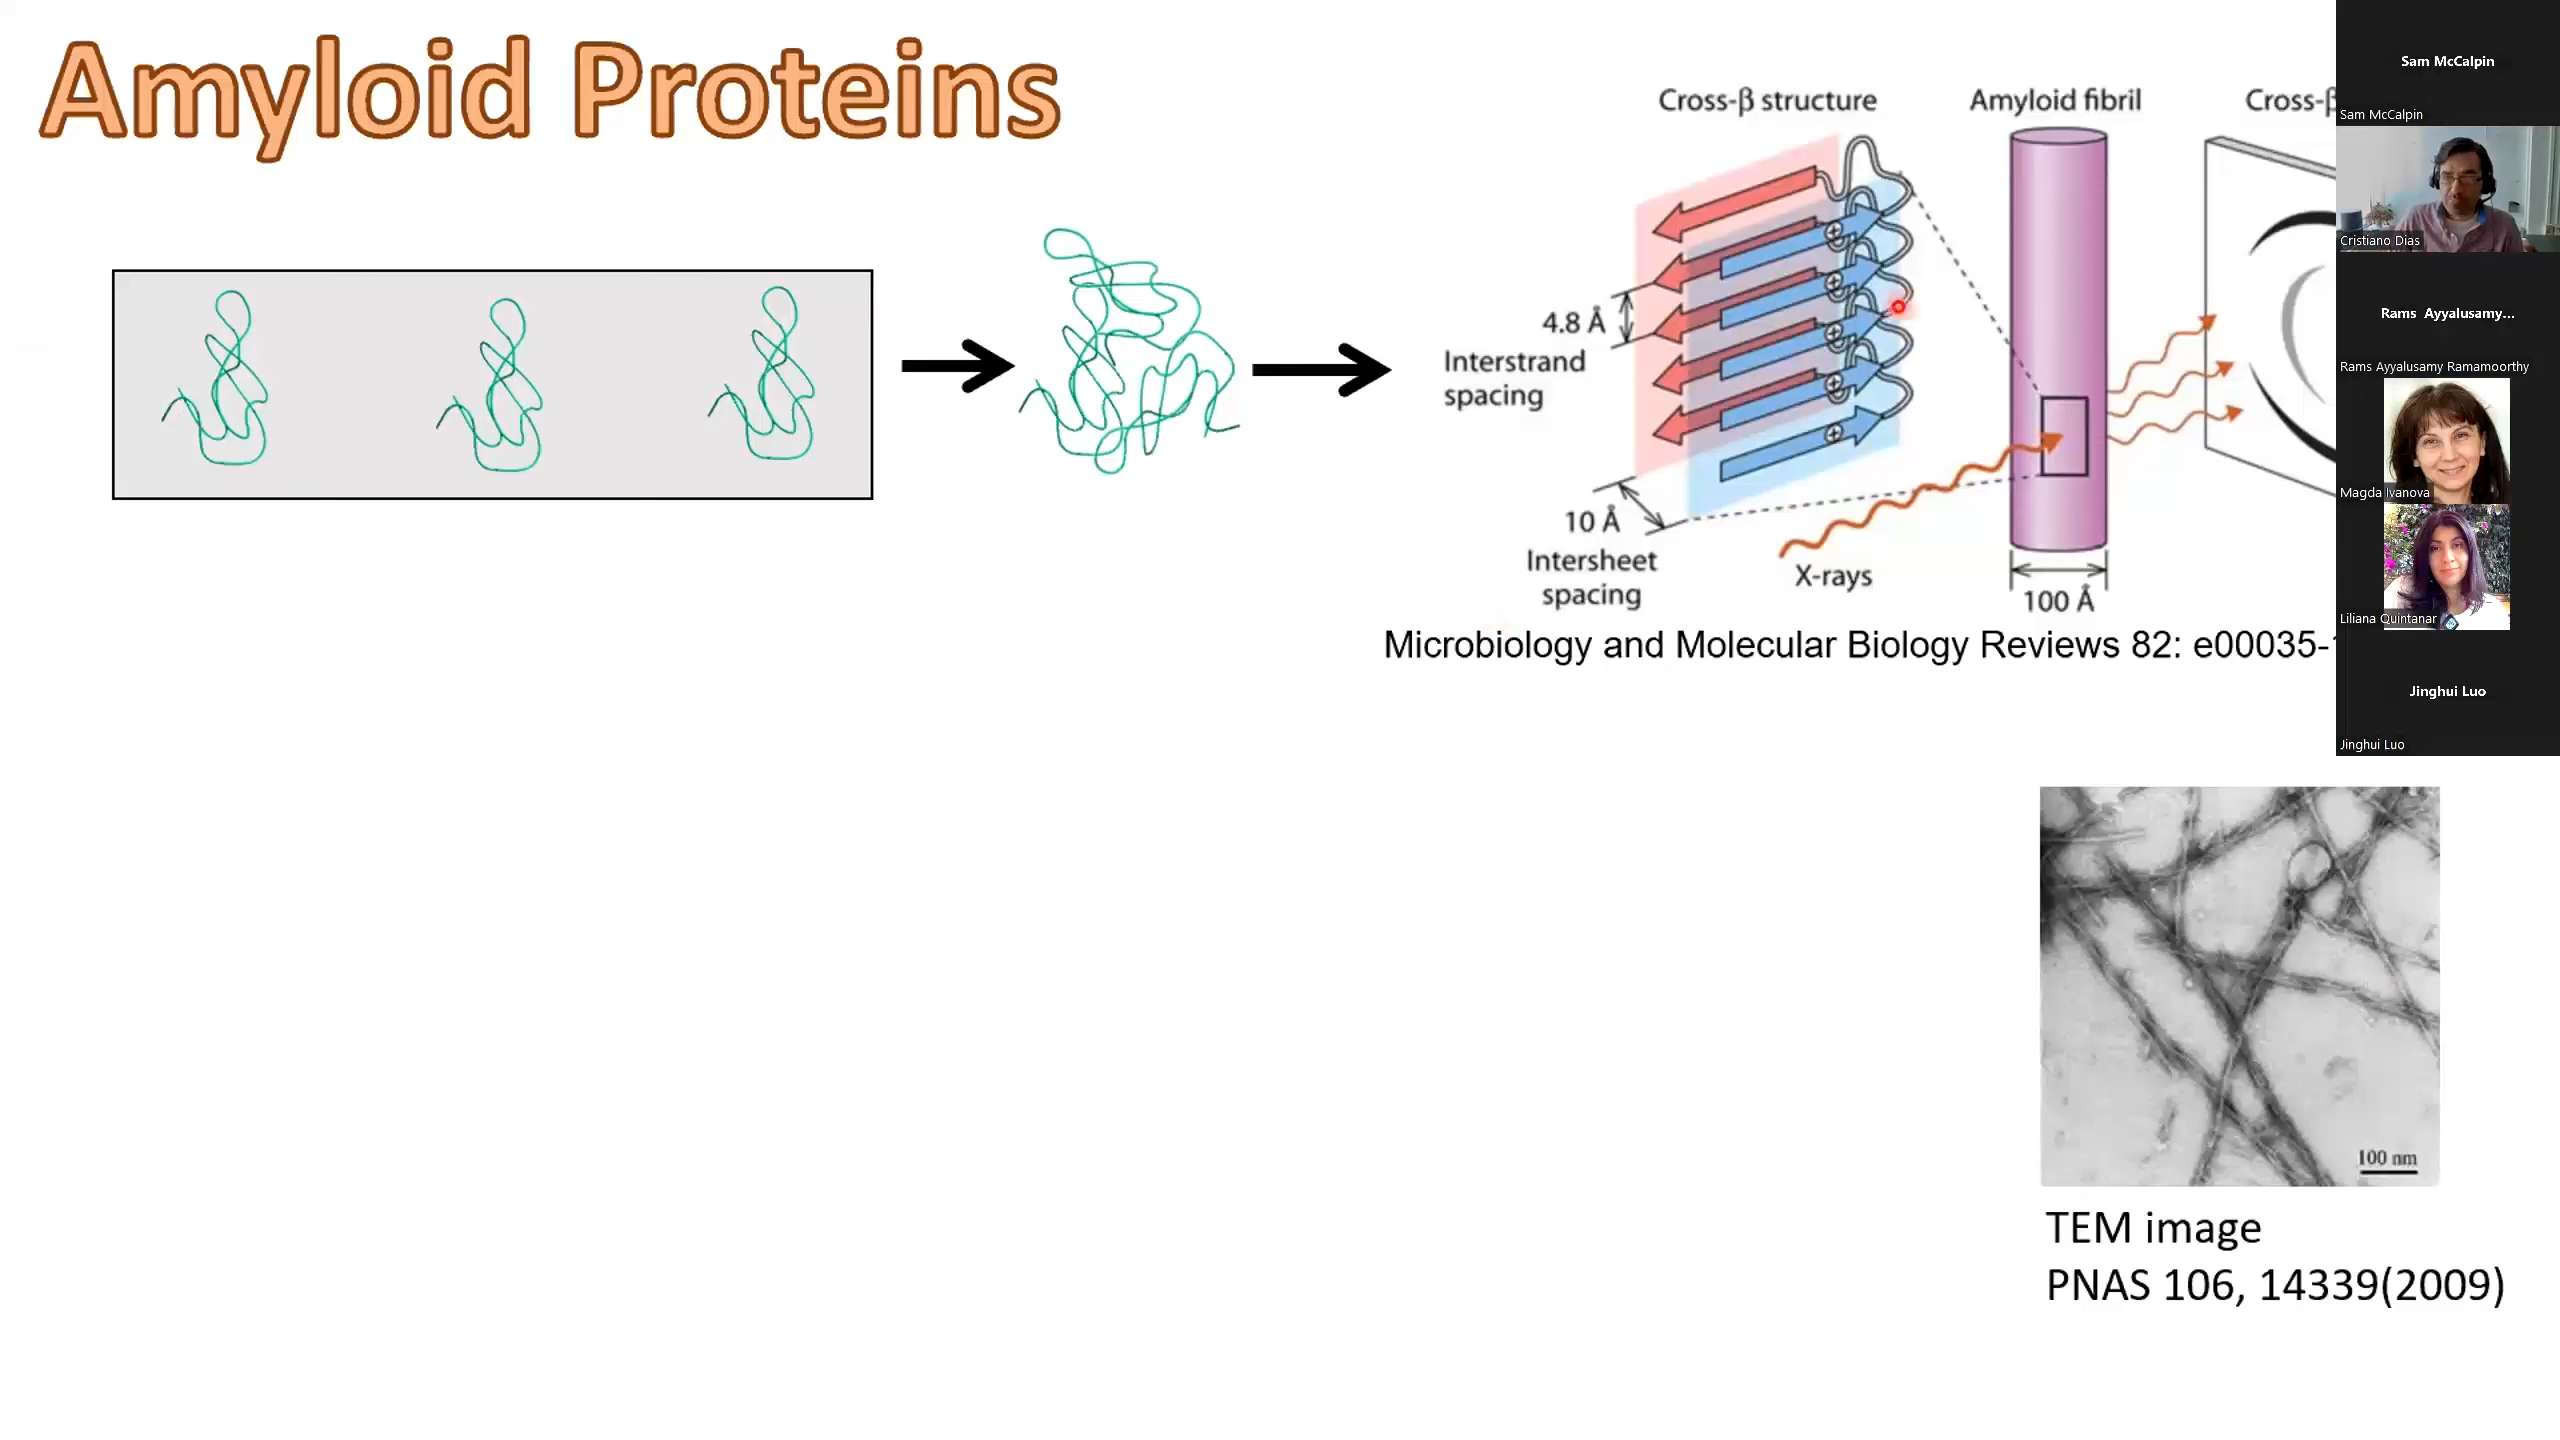 Amyloid Proteins
Cross-β structure
Amyloid fibril
Cross-β
4.8 Å
Interstrand
spacing
10 Å
Intersheet
spacing
X-rays
100 Å
Microbiology and Molecular Biology Reviews 82: e00035-
100 nm
TEM image
PNAS 106, 14339(2009)
Sam McCalpin
Sam McCalpin
Cristiano Dias
Rams Ayyalusamy...
Rams Ayyalusamy Ramamoorthy
Magda Ivanova
Liliana Quintanar
Jinghui Luo
Jinghui Luo